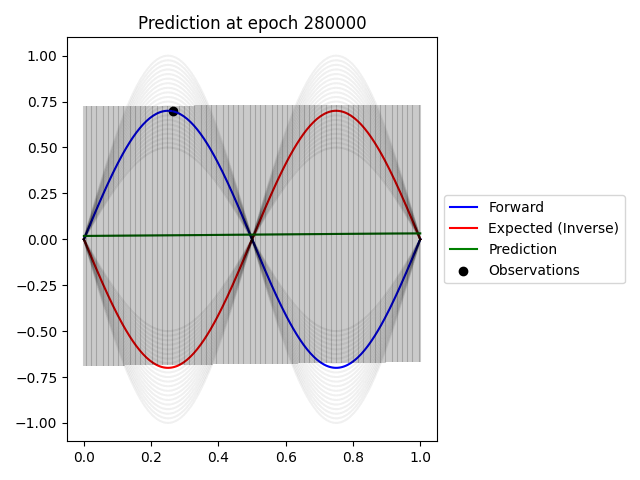 Prediction at epoch 280000
1.00
0.75
0.50
0.25
0.00
−0.25
−0.50
−0.75
−1.00
0.0 0.2 0.4 0.6 0.8 1.0
Forward
Expected (Inverse)
Prediction
Observations